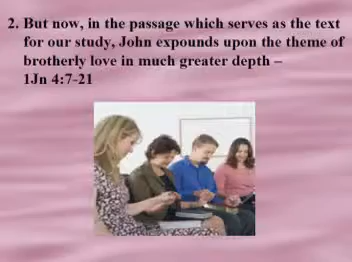 2. But now, in the passage which serves as the text
for our study, John expounds upon the theme of
brotherly love in much greater depth –
1Jn 4:7-21